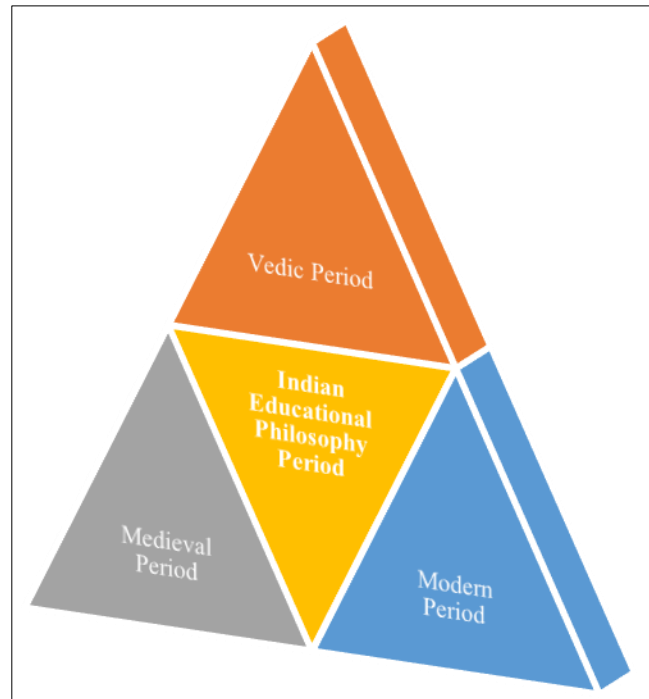 Vedic Period
Indian
Educational
Philosophy
Period
Medieval
Period
Modern
Period